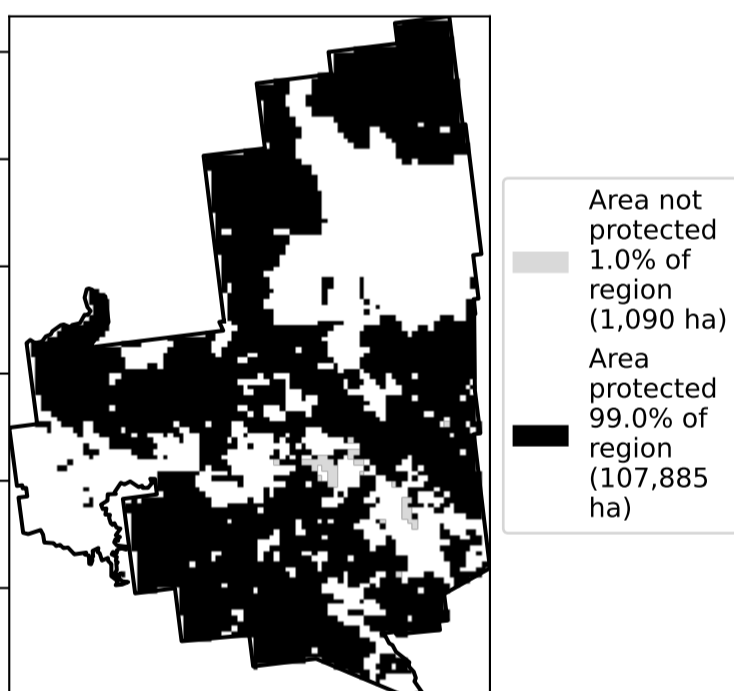 Area not
protected
1.0% of
region
(1,090 ha)
Area
protected
99.0% of
region
(107,885
ha)